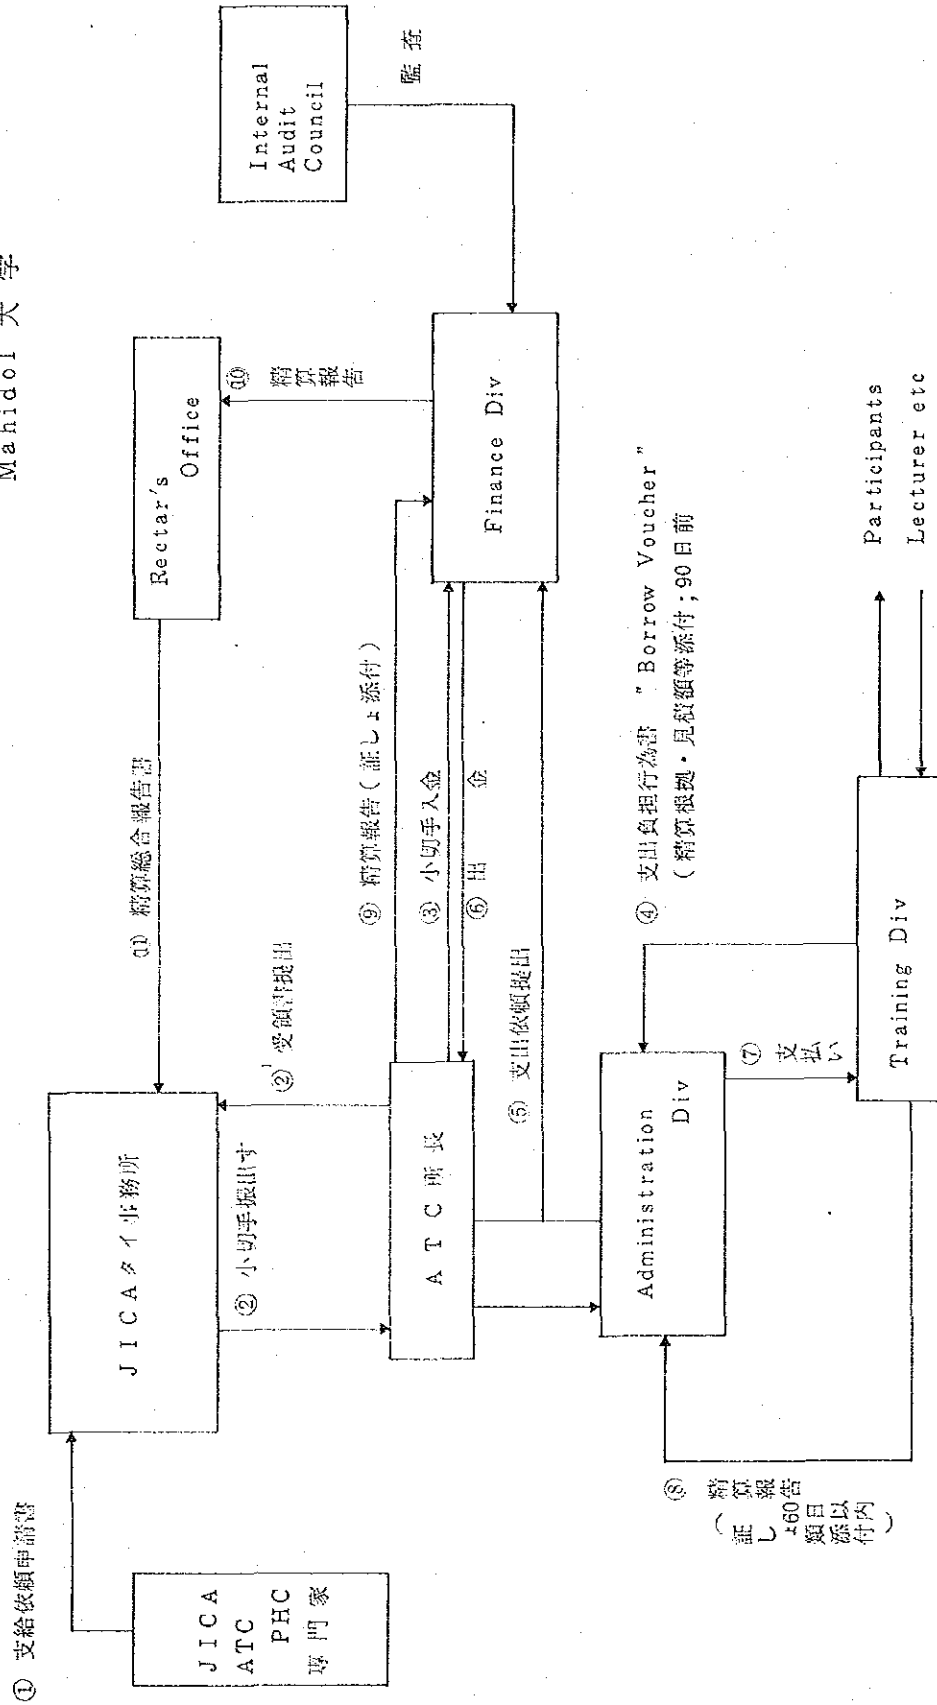 Mahidol 大学
① 支給依頼申請書
JICA
ATC
PHC
専門家
JICAタイ事務所
② 小切手振出す
②' 受領書提出
⑪ 精算総合報告書
Rectar's
Office
⑩ 精算
報告
Internal
Audit
Council
監査
ATC所長
⑨ 精算報告(証しょ添付)
③ 小切手入金
⑥ 出金
⑤ 支出依頼提出
Finance Div
Administration
Div
④ 支出負担行為書 "Borrow Voucher"
(精算根拠・見積額等添付;90日前
⑦ 支
払
い
⑧ 精算
報告
(証しょ類添付
60日以内)
Training Div
Participants
Lecturer etc